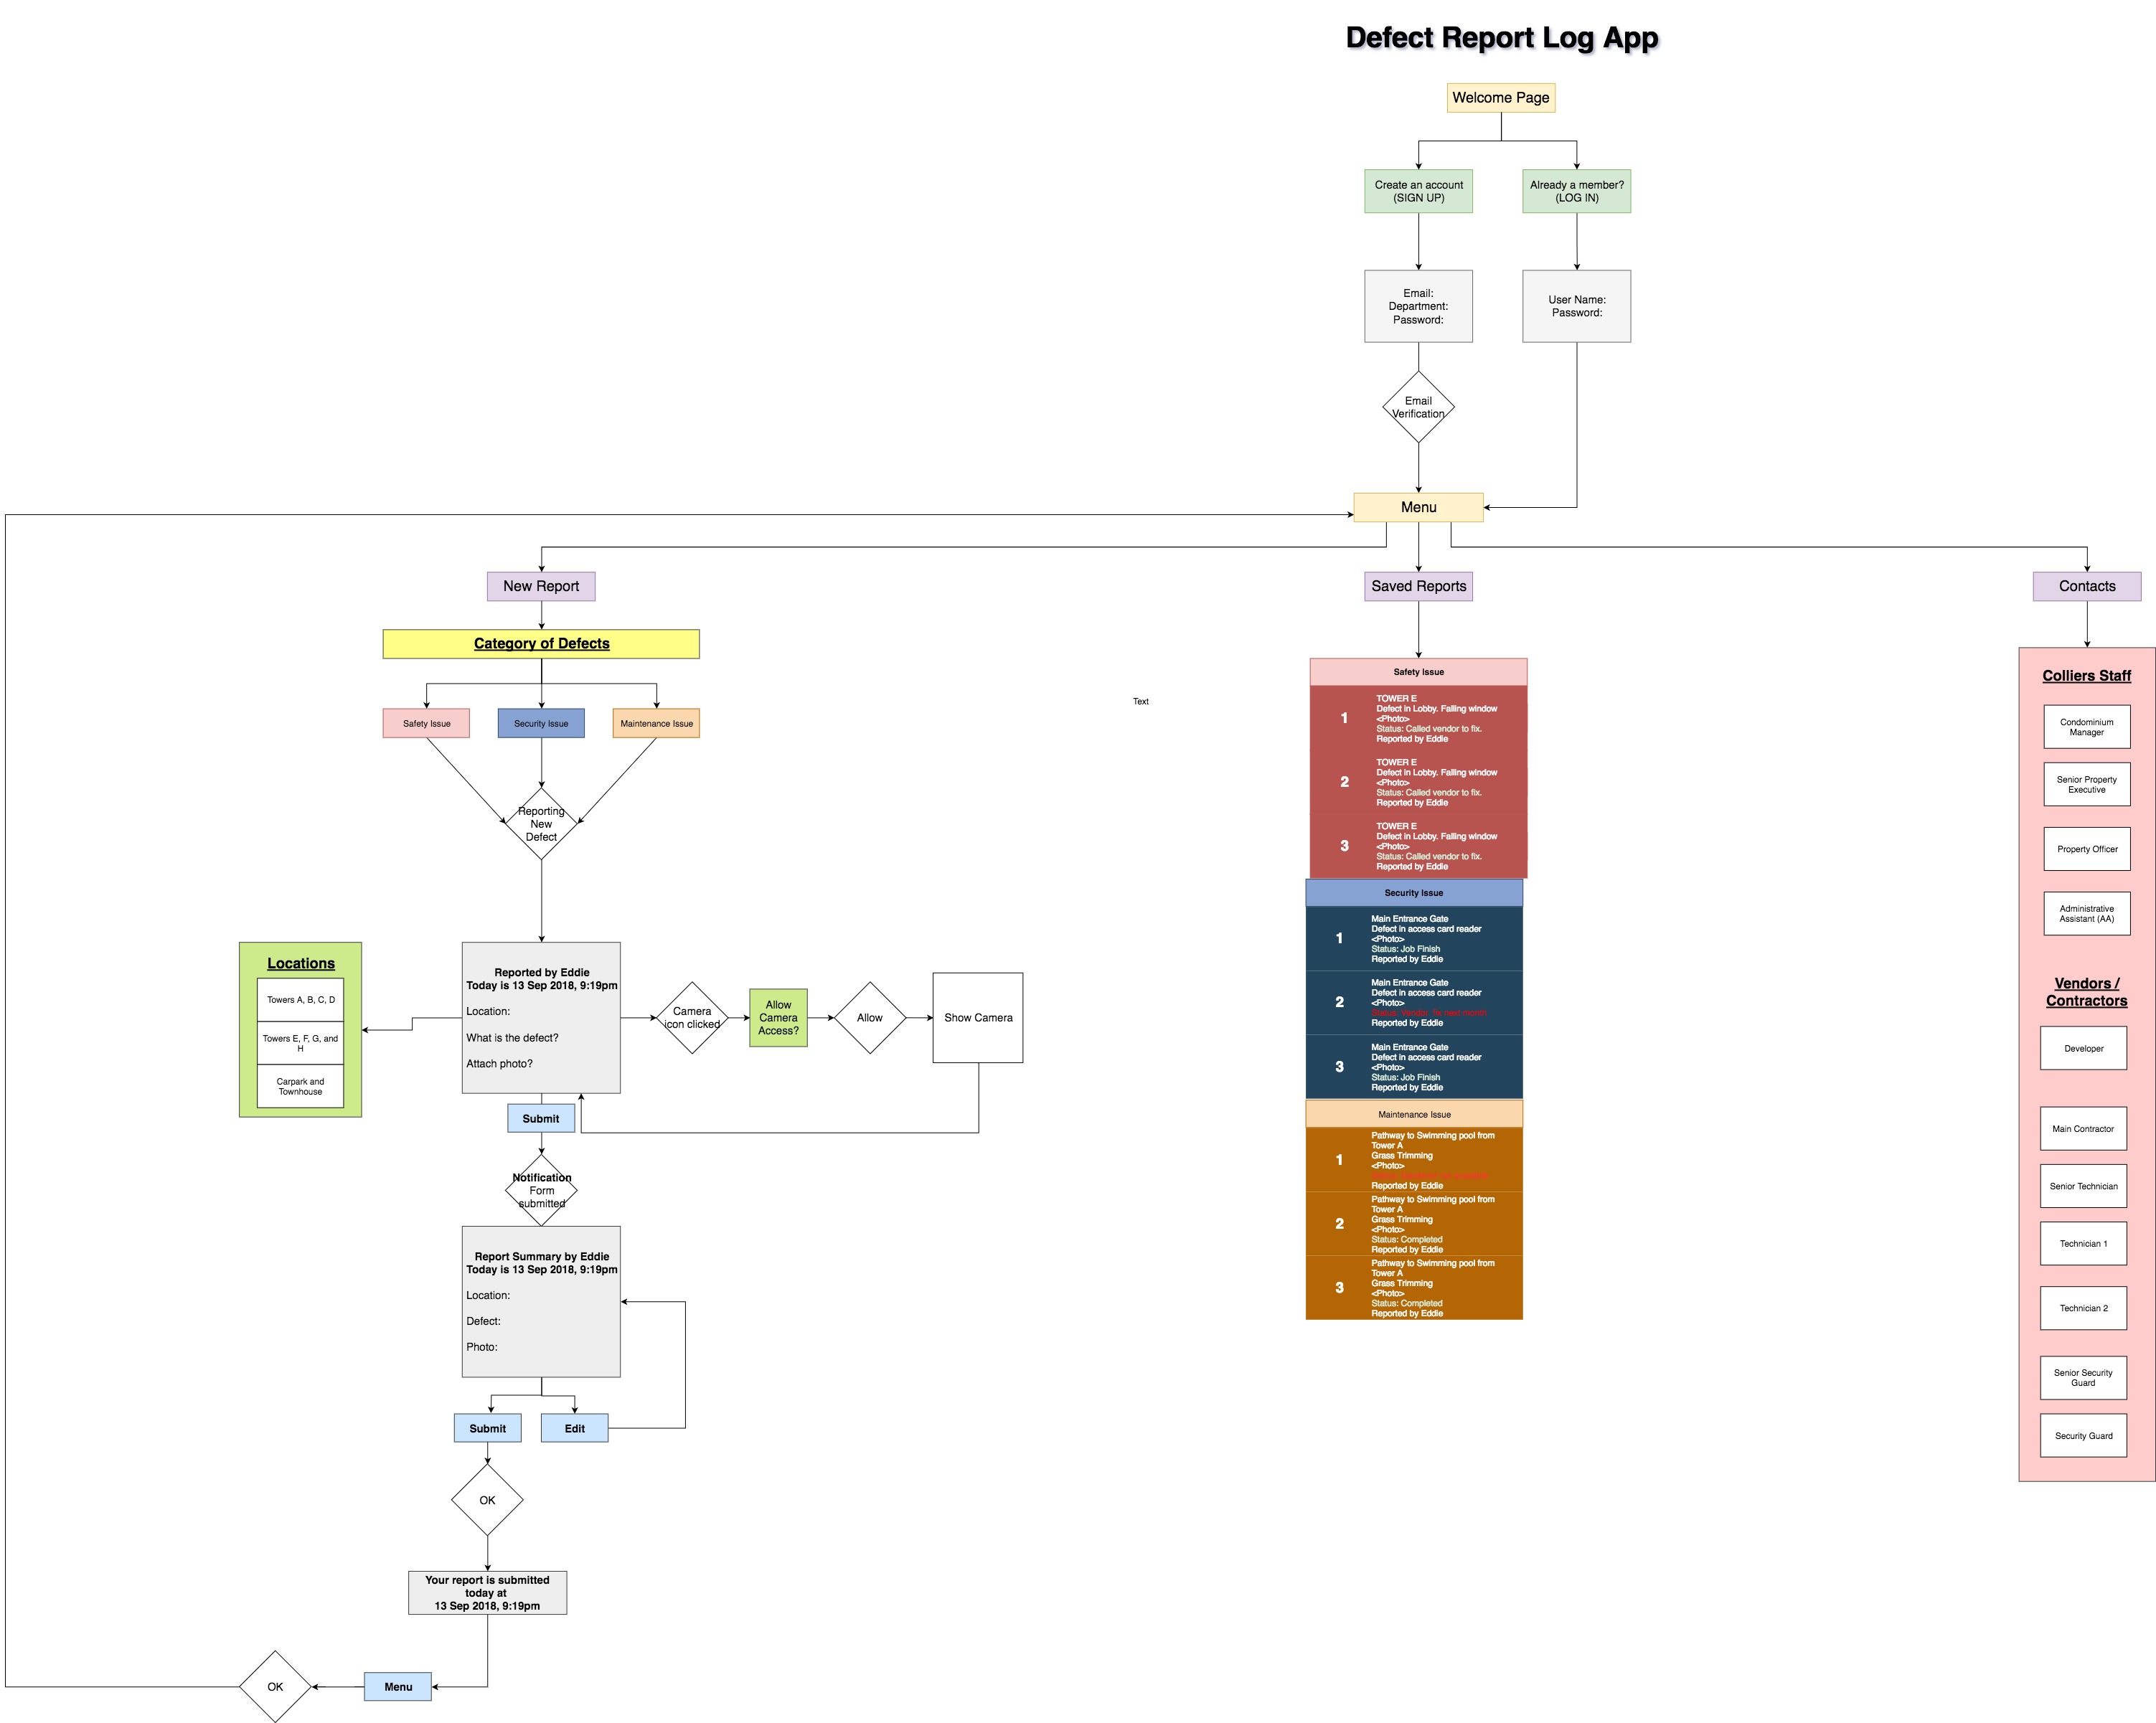 Defect Report Log App
Welcome Page
Create an account
(SIGN UP)
Already a member?
(LOG IN)
Email:
Department:
Password:
User Name:
Password:
Email
Verification
Menu
New Report
Saved Reports
Contacts
Category of Defects
Safety Issue
Security Issue
Maintenance Issue
Reporting
New
Defect
Locations
Towers A, B, C, D
Towers E, F, G, and
H
Carpark and
Townhouse
Reported by Eddie
Today is 13 Sep 2018, 9:19pm
Location:
What is the defect?
Attach photo?
Camera
icon clicked
Allow
Camera
Access?
Allow
Show Camera
Submit
Notification
Form
submitted
Report Summary by Eddie
Today is 13 Sep 2018, 9:19pm
Location:
Defect:
Photo:
Submit
Edit
OK
Your report is submitted
today at
13 Sep 2018, 9:19pm
Menu
OK
Text
Safety Issue
1
TOWER E
Defect in Lobby. Falling window
<Photo>
Status: Called vendor to fix.
Reported by Eddie
2
TOWER E
Defect in Lobby. Falling window
<Photo>
Status: Called vendor to fix.
Reported by Eddie
3
TOWER E
Defect in Lobby. Falling window
<Photo>
Status: Called vendor to fix.
Reported by Eddie
Security Issue
1
Main Entrance Gate
Defect in access card reader
<Photo>
Status: Job Finish
Reported by Eddie
2
Main Entrance Gate
Defect in access card reader
<Photo>
Status: Vendor fix next month
Reported by Eddie
3
Main Entrance Gate
Defect in access card reader
<Photo>
Status: Job Finish
Reported by Eddie
Maintenance Issue
1
Pathway to Swimming pool from
Tower A
Grass Trimming
<Photo>
Reported by Eddie
2
Pathway to Swimming pool from
Tower A
Grass Trimming
<Photo>
Status: Completed
Reported by Eddie
3
Pathway to Swimming pool from
Tower A
Grass Trimming
<Photo>
Status: Completed
Reported by Eddie
Colliers Staff
Condominium
Manager
Senior Property
Executive
Property Officer
Administrative
Assistant (AA)
Vendors /
Contractors
Developer
Main Contractor
Senior Technician
Technician 1
Technician 2
Senior Security
Guard
Security Guard